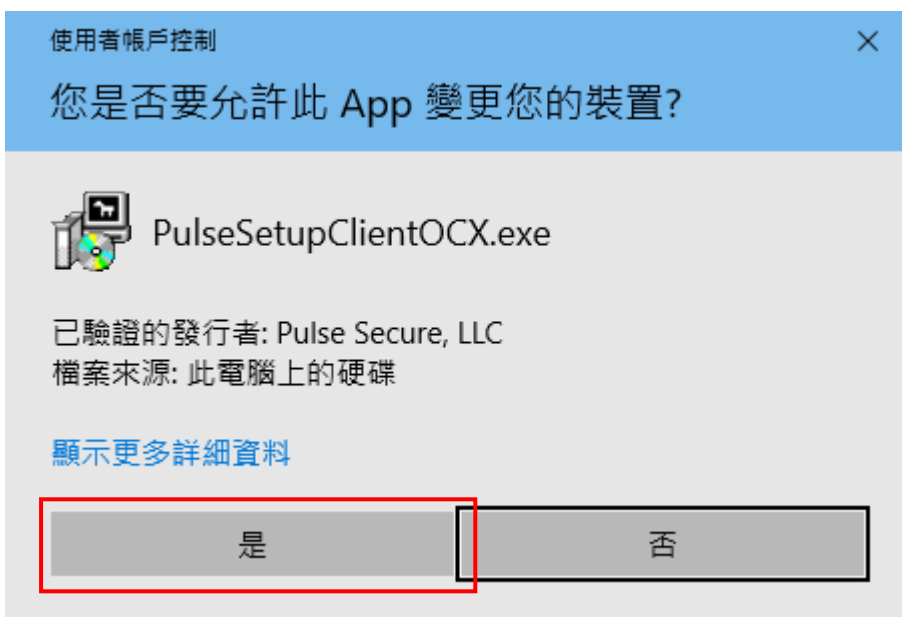 使用者帳戶控制
您是否要允許此 App 變更您的裝置?
PulseSetupClientOCX.exe
已驗證的發行者: Pulse Secure, LLC
檔案來源: 此電腦上的硬碟
顯示更多詳細資料
是
否